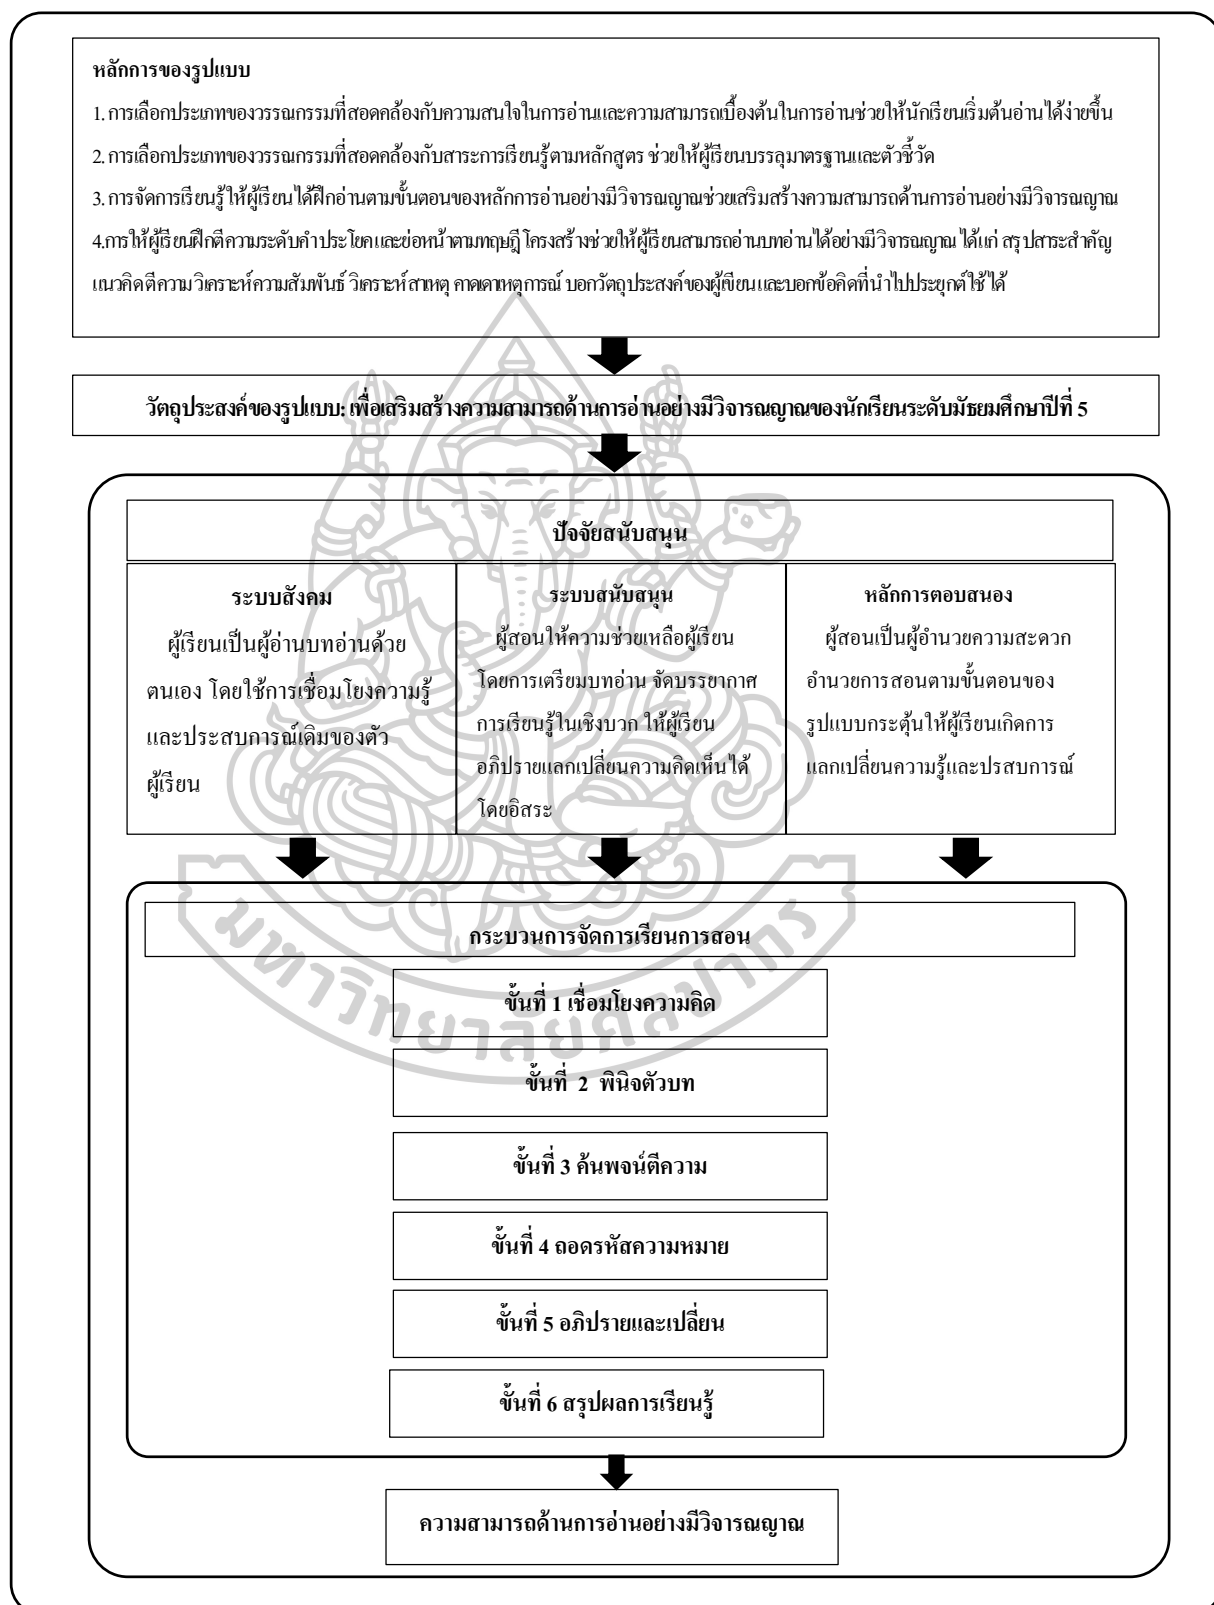 หลักการของรูปแบบ
1. การเลือกประเภทของวรรณกรรมที่สอดคล้องกับความสนใจในการอ่านและความสามารถเบื้องต้นในการอ่านช่วยให้นักเรียนเริ่มต้นอ่านได้ง่ายขึ้น
2. การเลือกประเภทของวรรณกรรมที่สอดคล้องกับสาระการเรียนรู้ตามหลักสูตร ช่วยให้ผู้เรียนบรรลุมาตรฐานและตัวชี้วัด
3. การจัดการเรียนรู้ให้ผู้เรียนได้ฝึกอ่านตามขั้นตอนของหลักการอ่านอย่างมีวิจารณญาณช่วยเสริมสร้างความสามารถด้านการอ่านอย่างมีวิจารณญาณ
4.การให้ผู้เรียนฝึกตีความระดับคำประโยคและย่อหน้าตามทฤษฎีโครงสร้างช่วยให้ผู้เรียนสามารถอ่านบทอ่านได้อย่างมีวิจารณญาณ ได้แก่ สรุปสาระสำคัญ
แนวคิดตีความวิเคราะห์ความสัมพันธ์ วิเคราะห์สาเหตุ คาดเดาเหตุการณ์ บอกวัตถุประสงค์ของผู้เขียนและบอกข้อคิดที่นำไปประยุกต์ใช้ได้
วัตถุประสงค์ของรูปแบบ: เพื่อเสริมสร้างความสามารถด้านการอ่านอย่างมีวิจารณญาณของนักเรียนระดับมัธยมศึกษาปีที่ 5
ปัจจัยสนับสนุน
ระบบสังคม
ผู้เรียนเป็นผู้อ่านบทอ่านด้วย
ตนเอง โดยใช้การเชื่อมโยงความรู้
และประสบการณ์เดิมของตัว
ผู้เรียน
ระบบสนับสนุน
ผู้สอนให้ความช่วยเหลือผู้เรียน
โดยการเตรียมบทอ่าน จัดบรรยากาศ
การเรียนรู้ในเชิงบวก ให้ผู้เรียน
อภิปรายแลกเปลี่ยนความคิดเห็นได้
โดยอิสระ
หลักการตอบสนอง
ผู้สอนเป็นผู้อำนวยความสะดวก
อำนวยการสอนตามขั้นตอนของ
รูปแบบกระตุ้นให้ผู้เรียนเกิดการ
แลกเปลี่ยนความรู้และปรสบการณ์
กระบวนการจัดการเรียนการสอน
ขั้นที่ 1 เชื่อมโยงความคิด
ขั้นที่ 2 พินิจตัวบท
ขั้นที่ 3 ค้นพจน์ตีความ
ขั้นที่ 4 ถอดรหัสความหมาย
ขั้นที่ 5 อภิปรายและเปลี่ยน
ขั้นที่ 6 สรุปผลการเรียนรู้
ความสามารถด้านการอ่านอย่างมีวิจารณญาณ
มหาวิทยาลัยศิลปากร